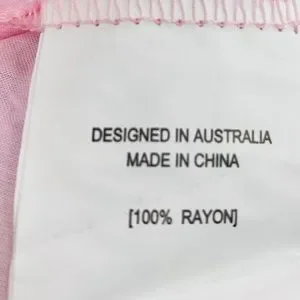 DESIGNED IN AUSTRALIA
MADE IN CHINA
[100% RAYON]